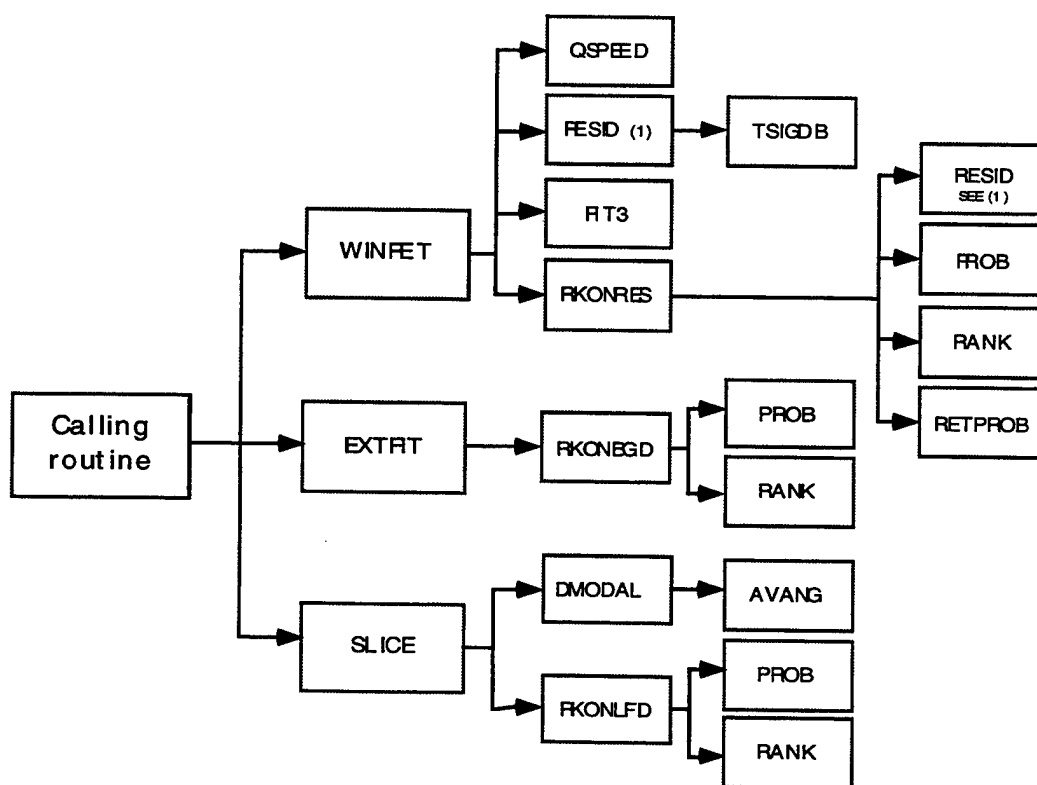 QSPEED
RESID (1)
TSIGDB
RESID
SEE (1)
FIT3
WINFET
PROB
RKONRES
RANK
Calling
routine
PROB
RETPROB
EXTRT
RKONBGD
RANK
DMODAL
AVANG
SLICE
PROB
RKONLFD
RANK